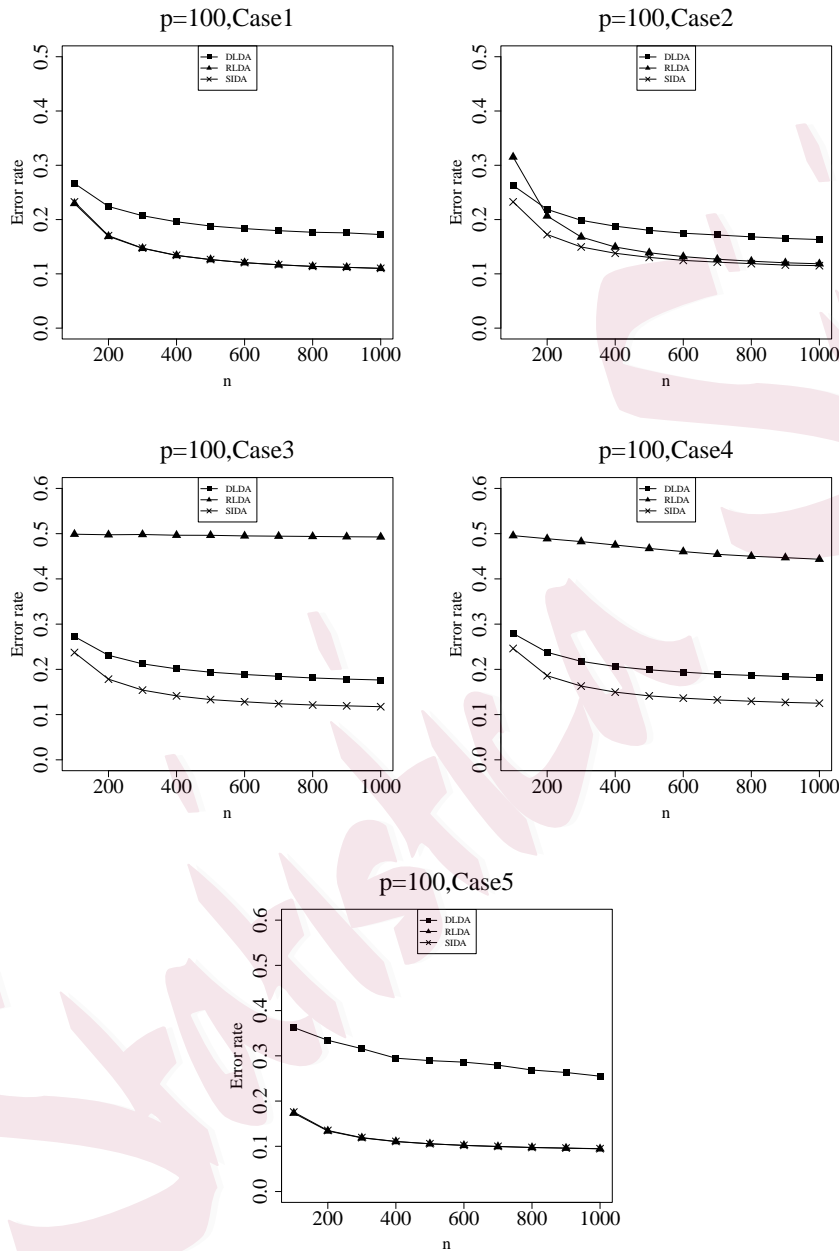 p=100,Case1
DLDA
RLDA
SIDA
0.0 0.1 0.2 0.3 0.4 0.5
Error rate
200 400 600 800 1000
n
p=100,Case2
DLDA
RLDA
SIDA
0.0 0.1 0.2 0.3 0.4 0.5
Error rate
200 400 600 800 1000
n
p=100,Case3
DLDA
RLDA
SIDA
0.0 0.1 0.2 0.3 0.4 0.5 0.6
Error rate
200 400 600 800 1000
n
p=100,Case4
DLDA
RLDA
SIDA
0.0 0.1 0.2 0.3 0.4 0.5 0.6
Error rate
200 400 600 800 1000
n
p=100,Case5
DLDA
RLDA
SIDA
0.0 0.1 0.2 0.3 0.4 0.5 0.6
Error rate
200 400 600 800 1000
n
Statistica